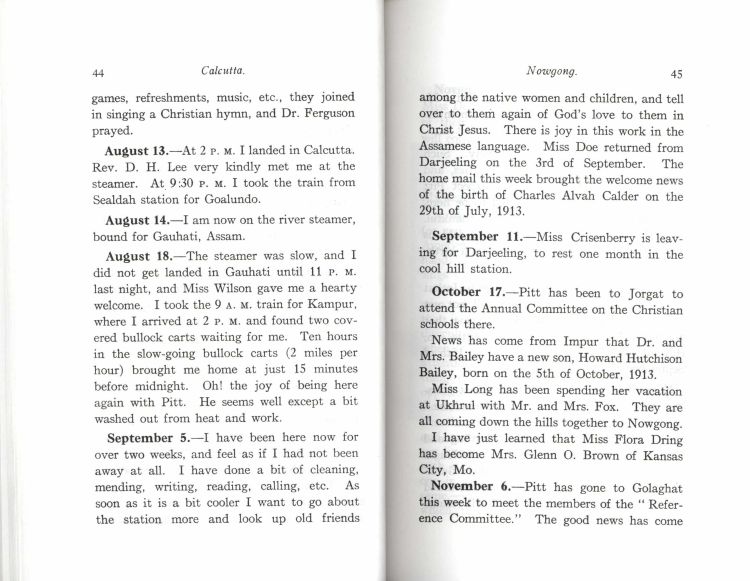 44
Calcutta.
games, refreshments, music, etc., they joined
in singing a Christian hymn, and Dr. Ferguson
prayed.
August 13.—At 2 P. M. I landed in Calcutta.
Rev. D. H. Lee very kindly met me at the
steamer. At 9:30 P. M. I took the train from
Sealdah station for Goalundo.
August 14.—I am now on the river steamer,
bound for Gauhati, Assam.
August 18.—The steamer was slow, and I
did not get landed in Gauhati until 11 P. M.
last night, and Miss Wilson gave me a hearty
welcome. I took the 9 A. M. train for Kampur,
where I arrived at 2 P. M. and found two cov-
ered bullock carts waiting for me. Ten hours
in the slow-going bullock carts (2 miles per
hour) brought me home at just 15 minutes
before midnight. Oh! the joy of being here
again with Pitt. He seems well except a bit
washed out from heat and work.
September 5.—I have been here now for
over two weeks, and feel as if I had not been
away at all. I have done a bit of cleaning,
mending, writing, reading, calling, etc. As
soon as it is a bit cooler I want to go about
the station more and look up old friends
Nowgong.
45
among the native women and children, and tell
over to them again of God's love to them in
Christ Jesus. There is joy in this work in the
Assamese language. Miss Doe returned from
Darjeeling on the 3rd of September. The
home mail this week brought the welcome news
of the birth of Charles Alvah Calder on the
29th of July, 1913.
September 11.—Miss Crisenberry is leav-
ing for Darjeeling, to rest one month in the
cool hill station.
October 17.—Pitt has been to Jorgat to
attend the Annual Committee on the Christian
schools there.
News has come from Impur that Dr. and
Mrs. Bailey have a new son, Howard Hutchison
Bailey, born on the 5th of October, 1913.
Miss Long has been spending her vacation
at Ukhrul with Mr. and Mrs. Fox. They are
all coming down the hills together to Nowgong.
I have just learned that Miss Flora Dring
has become Mrs. Glenn O. Brown of Kansas
City, Mo.
November 6.—Pitt has gone to Golaghat
this week to meet the members of the " Refer-
ence Committee." The good news has come